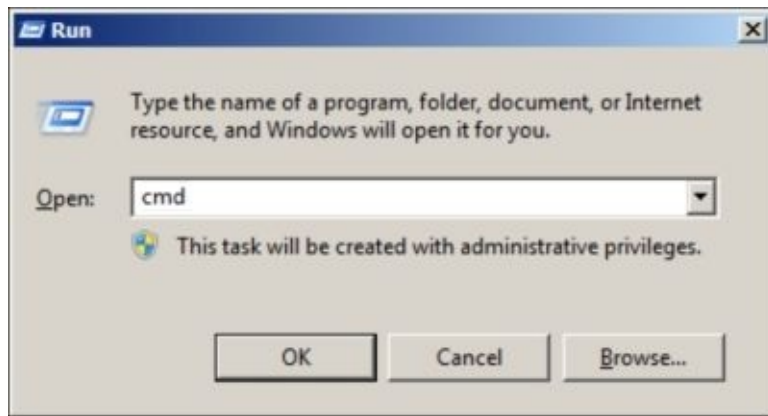 Run
Type the name of a program, folder, document, or Internet
resource, and Windows will open it for you.
Open: cmd
This task will be created with administrative privileges.
OK Cancel Browse...